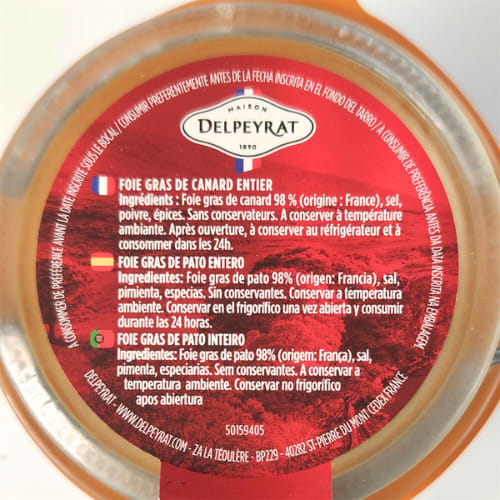 A CONSOMMER DE PRÉFÉRENCE AVANT LA DATE INSCRITE SOUS LE BOCAL / CONSUMIR PREFERENTEMENTE ANTES DE LA FECHA INSCRITA EN EL FONDO DEL TARRO / A CONSUMIR DE PREFERÊNCIA ANTES DA DATA INSCRITA NA EMBALAGEM.
MAISON
DELPEYRAT
1890
FOIE GRAS DE CANARD ENTIER
Ingrédients : Foie gras de canard 98 % (origine : France), sel,
poivre, épices. Sans conservateurs. A conserver à température
ambiante. Après ouverture, à conserver au réfrigérateur et à
consommer dans les 24h.
FOIE GRAS DE PATO ENTERO
Ingredientes: Foie gras de pato 98% (origen: Francia), sal,
pimienta, especias. Sin conservantes. Conservar a temperatura
ambiente. Conservar en el frigorífico una vez abierta y consumir
durante las 24 horas.
FOIE GRAS DE PATO INTEIRO
Ingredientes: Foie gras de pato 98% (origem: França), sal,
pimenta, especiarias. Sem conservantes. A conservar a
temperatura ambiente. Conservar no frigorífico
apos abertura
50159405
DELPEYRAT - WWW.DELPEYRAT.COM - ZA LA TÉOULÈRE - BP229 - 40282 ST-PIERRE DU MONT CEDEX FRANCE